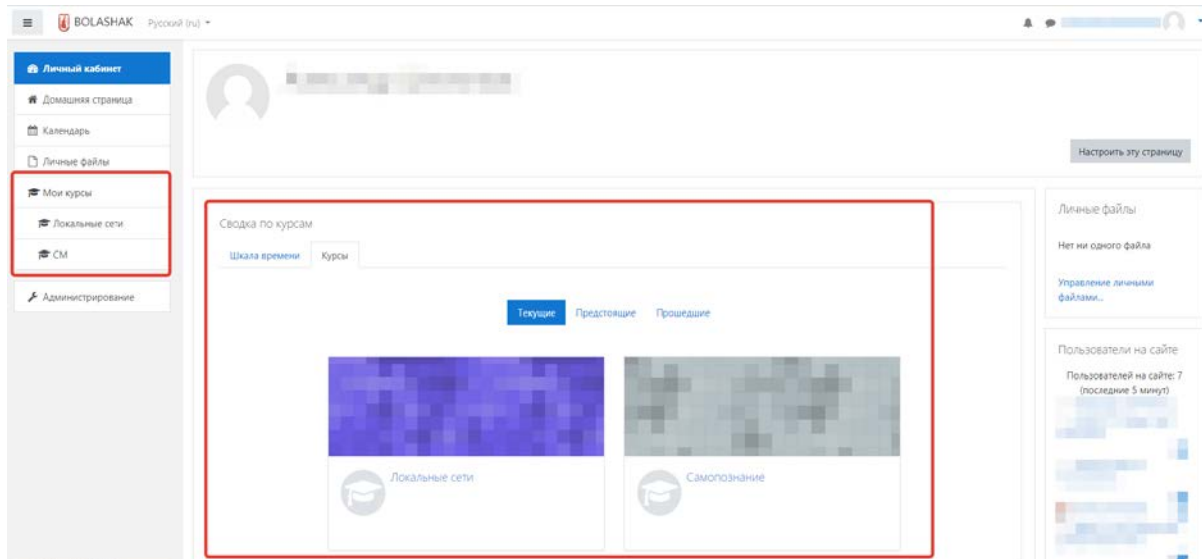 BOLASHAK Русский (ru)
Личный кабинет
Домашняя страница
Календарь
Личные файлы
Мои курсы
Локальные сети
СМ
Администрирование
Настроить эту страницу
Сводка по курсам
Шкала времени Курсы
Текущие Предстоящие Прошедшие
Локальные сети
Самопознание
Личные файлы
Нет ни одного файла
Управление личными
файлами...
Пользователи на сайте
Пользователей на сайте: 7
(последние 5 минут)